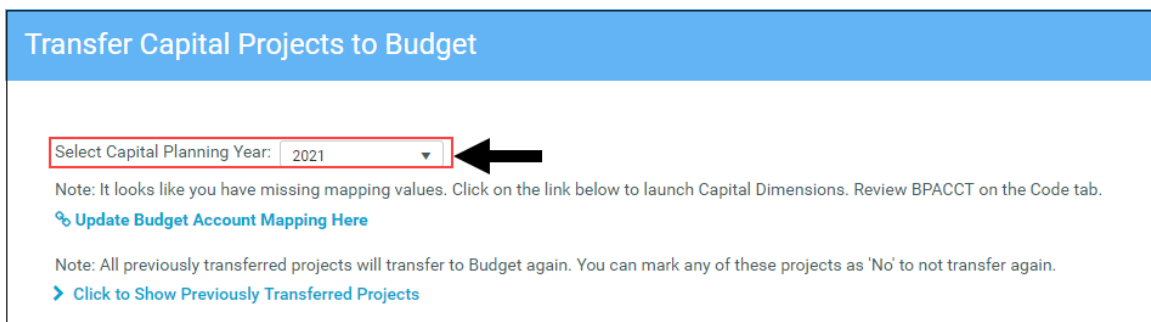 Transfer Capital Projects to Budget
Select Capital Planning Year: 2021
Note: It looks like you have missing mapping values. Click on the link below to launch Capital Dimensions. Review BPACCT on the Code tab.
Update Budget Account Mapping Here
Note: All previously transferred projects will transfer to Budget again. You can mark any of these projects as 'No' to not transfer again.
Click to Show Previously Transferred Projects